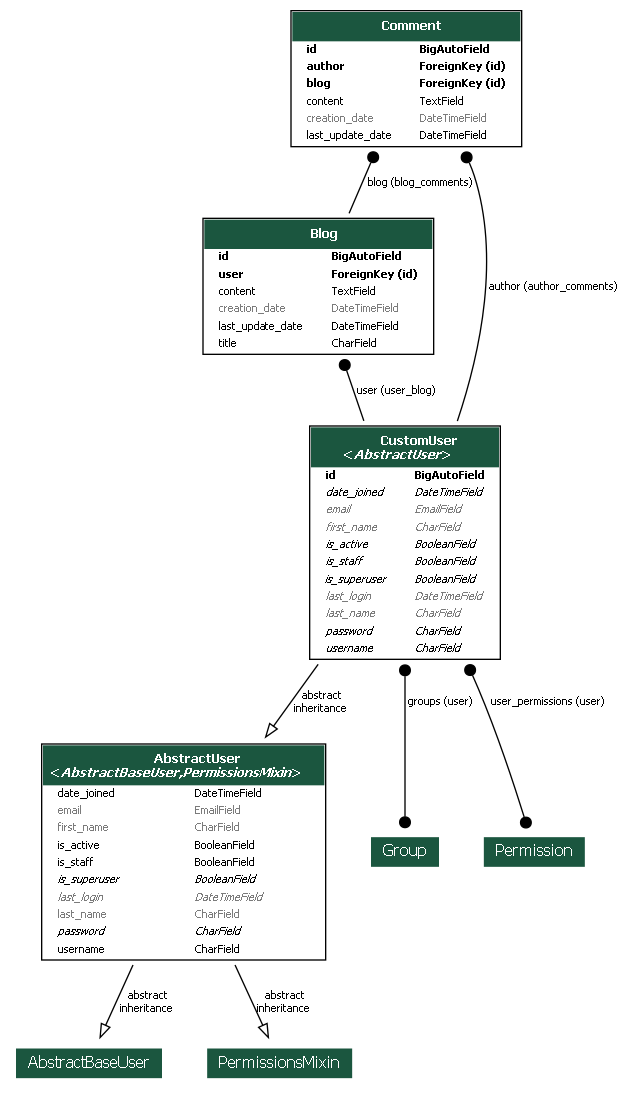 Comment
id BigAutoField
author ForeignKey (id)
blog ForeignKey (id)
content TextField
creation_date DateTimeField
last_update_date DateTimeField
blog (blog_comments)
Blog
id BigAutoField
user ForeignKey (id)
content TextField
creation_date DateTimeField
last_update_date DateTimeField
title CharField
author (author_comments)
user (user_blog)
CustomUser
<AbstractUser>
id BigAutoField
date_joined DateTimeField
email EmailField
first_name CharField
is_active BooleanField
is_staff BooleanField
is_superuser BooleanField
last_login DateTimeField
last_name CharField
password CharField
username CharField
abstract
inheritance
groups (user)
user_permissions (user)
AbstractUser
<AbstractBaseUser,PermissionsMixin>
date_joined DateTimeField
email EmailField
first_name CharField
is_active BooleanField
is_staff BooleanField
is_superuser BooleanField
last_login DateTimeField
last_name CharField
password CharField
username CharField
Group
Permission
abstract
inheritance
abstract
inheritance
AbstractBaseUser
PermissionsMixin